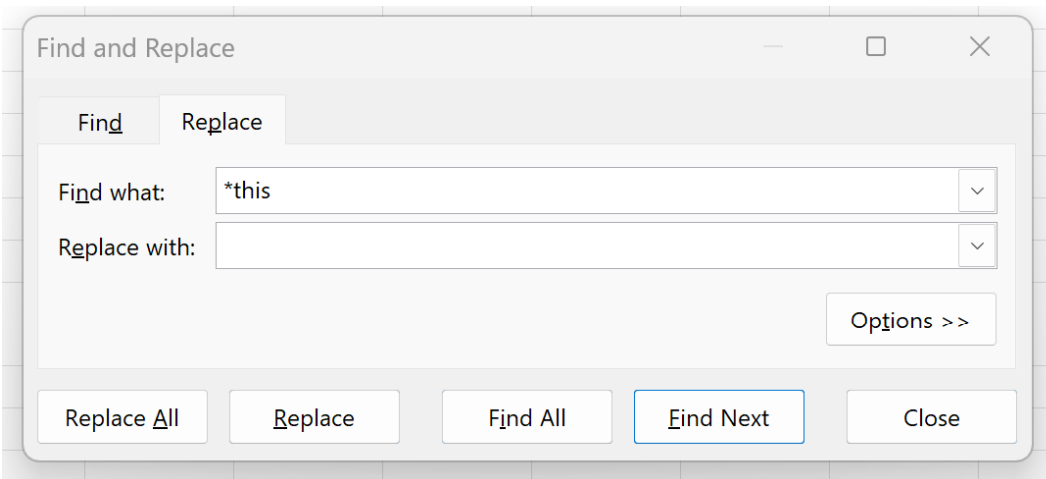 Find and Replace
Find Replace
Find what: *this
Replace with:
Options >>
Replace All Replace Find All Find Next Close